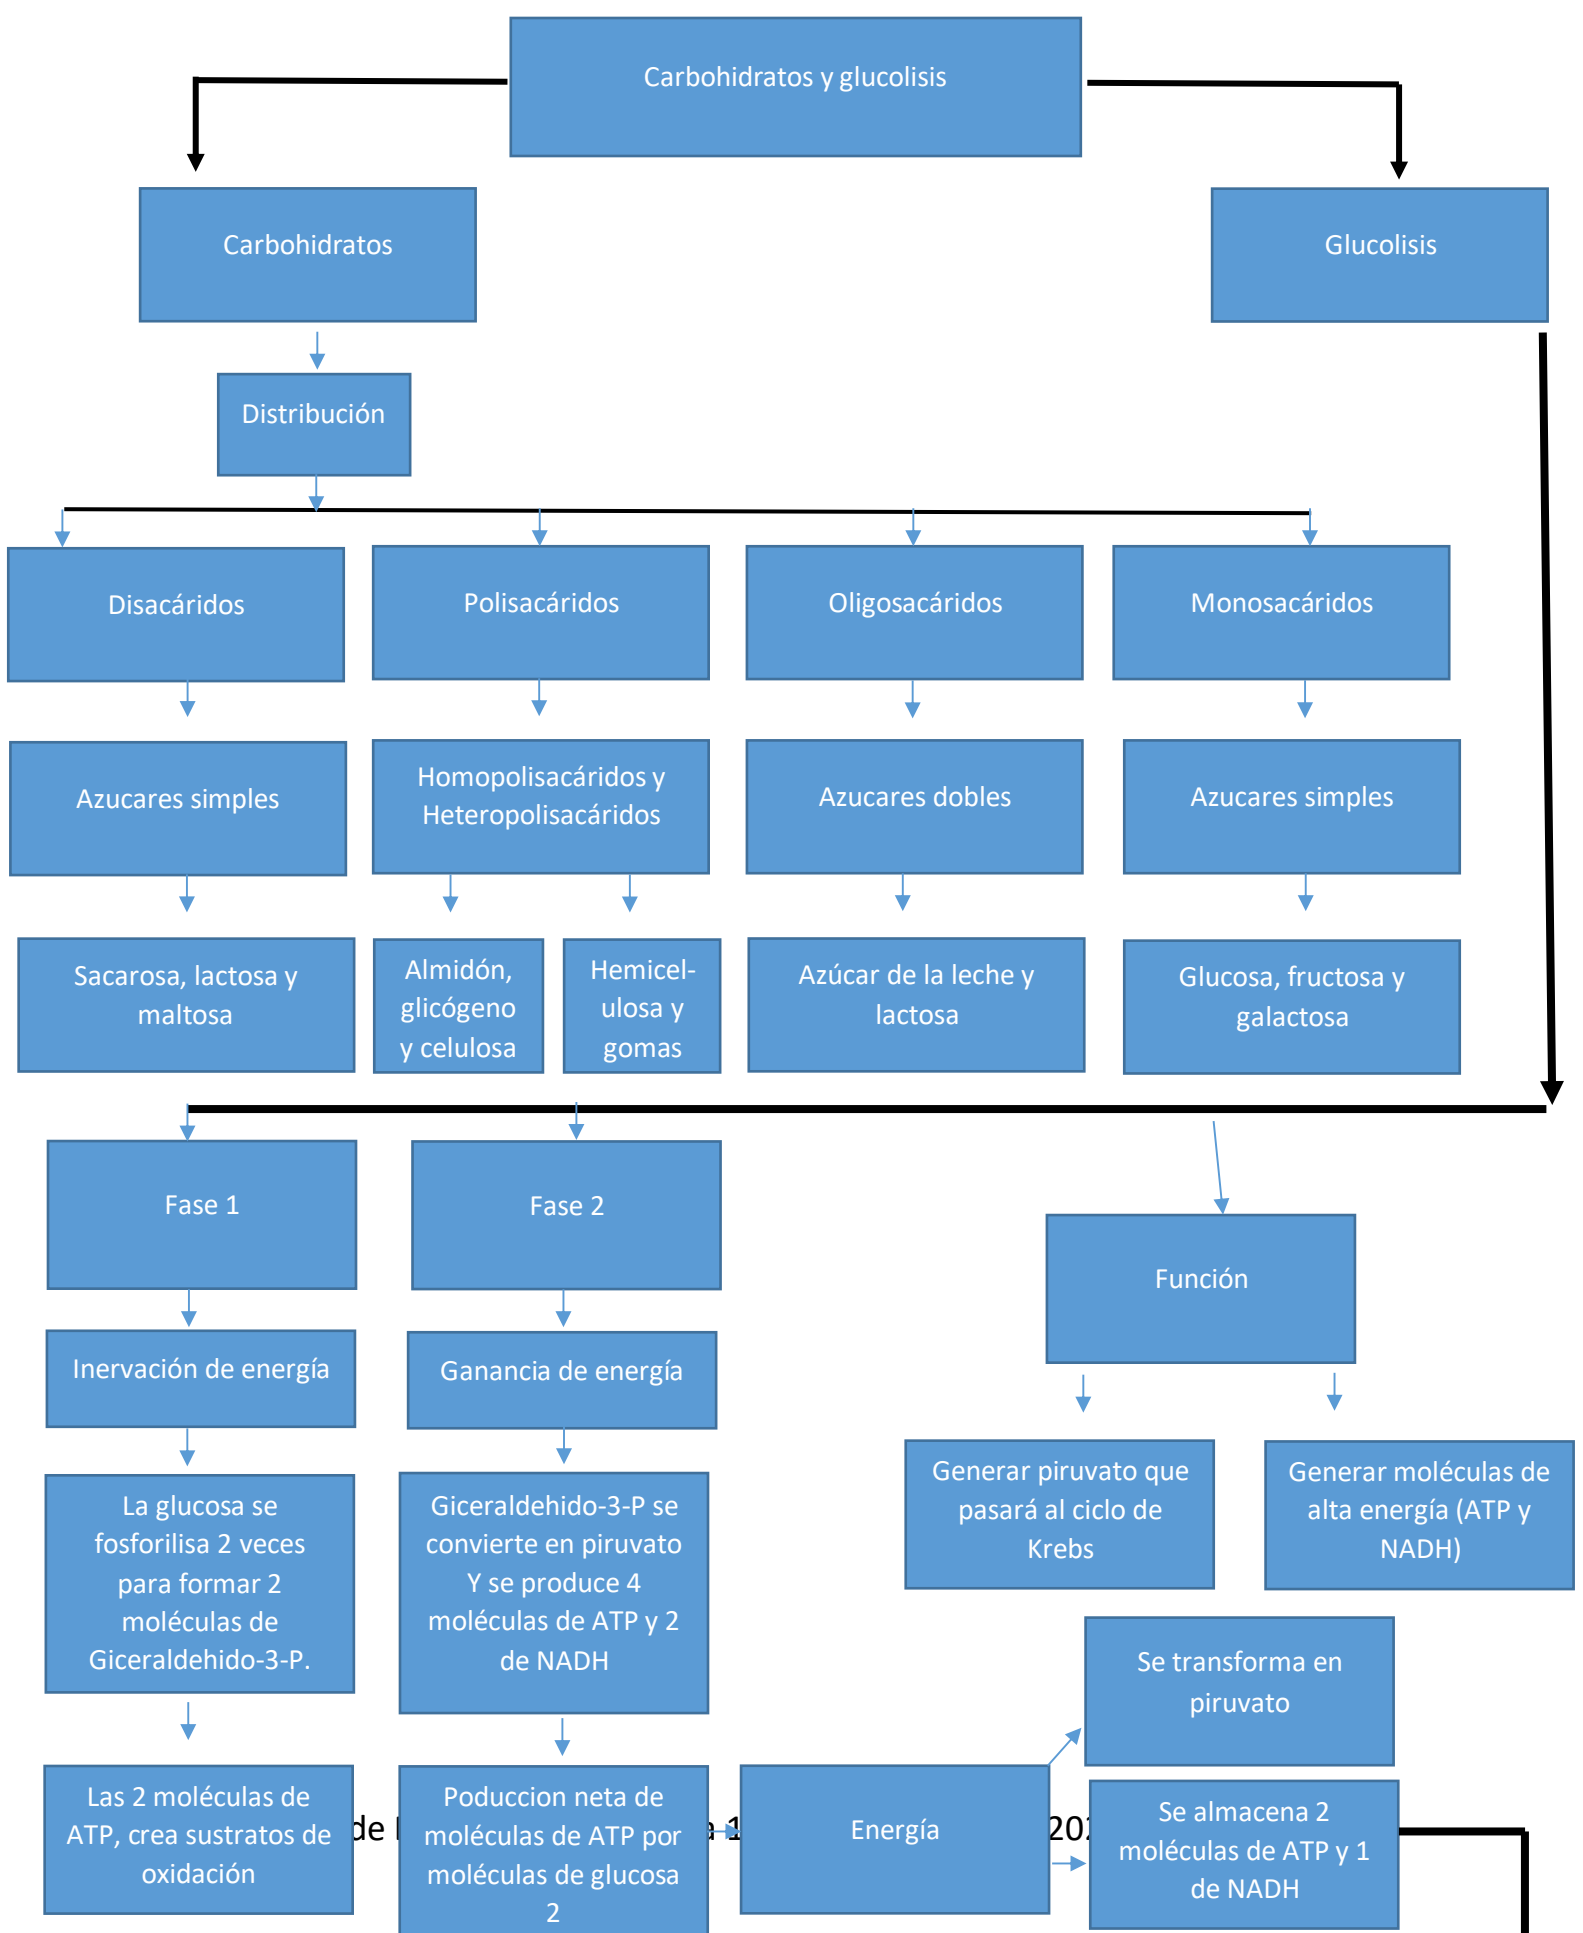 Carbohidratos y glucolisis
Carbohidratos
Glucolisis
Distribución
Disacáridos
Polisacáridos
Oligosacáridos
Monosacáridos
Azucares simples
Homopolisacáridos y
Heteropolisacáridos
Azucares dobles
Azucares simples
Sacarosa, lactosa y
maltosa
Almidón,
glicógeno
y celulosa
Hemicel-
ulosa y
gomas
Azúcar de la leche y
lactosa
Glucosa, fructosa y
galactosa
Fase 1
Fase 2
Función
Inervación de energía
Ganancia de energía
Generar piruvato que
pasará al ciclo de
Krebs
Generar moléculas de
alta energía (ATP y
NADH)
La glucosa se
fosforilisa 2 veces
para formar 2
moléculas de
Giceraldehido-3-P.
Giceraldehido-3-P se
convierte en piruvato
Y se produce 4
moléculas de ATP y 2
de NADH
Se transforma en
piruvato
Las 2 moléculas de
ATP, crea sustratos de
oxidación
de
Poduccion neta de
moléculas de ATP por
moléculas de glucosa
2
Energía
Se almacena 2
moléculas de ATP y 1
de NADH